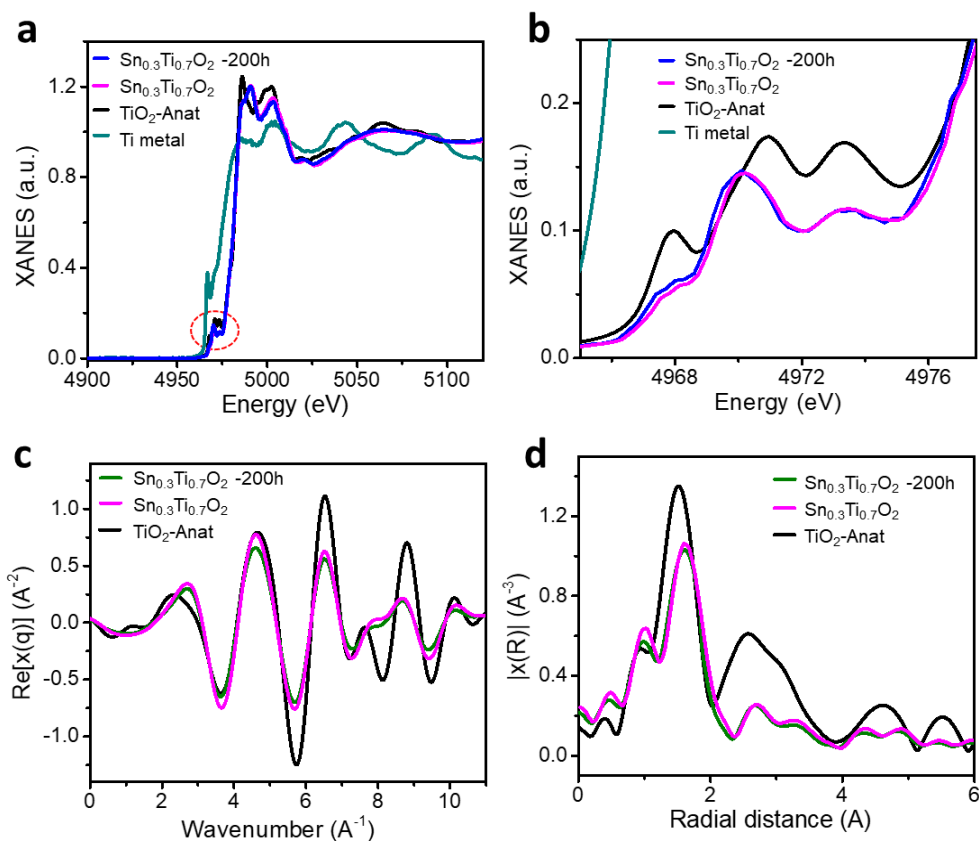 a
Sn₀.₃Ti₀.₇O₂ -200h
Sn₀.₃Ti₀.₇O₂
TiO₂-Anat
Ti metal
XANES (a.u.)
1.2
0.8
0.4
0.0
4900 4950 5000 5050 5100
Energy (eV)
b
Sn₀.₃Ti₀.₇O₂ -200h
Sn₀.₃Ti₀.₇O₂
TiO₂-Anat
Ti metal
XANES (a.u.)
0.2
0.1
0.0
4968 4972 4976
Energy (eV)
c
Sn₀.₃Ti₀.₇O₂ -200h
Sn₀.₃Ti₀.₇O₂
TiO₂-Anat
Re[x(q)] (A⁻²)
1.0
0.5
0.0
-0.5
-1.0
0 2 4 6 8 10
Wavenumber (A⁻¹)
d
Sn₀.₃Ti₀.₇O₂ -200h
Sn₀.₃Ti₀.₇O₂
TiO₂-Anat
|x(R)| (A⁻³)
1.2
0.8
0.4
0.0
0 2 4 6
Radial distance (A)